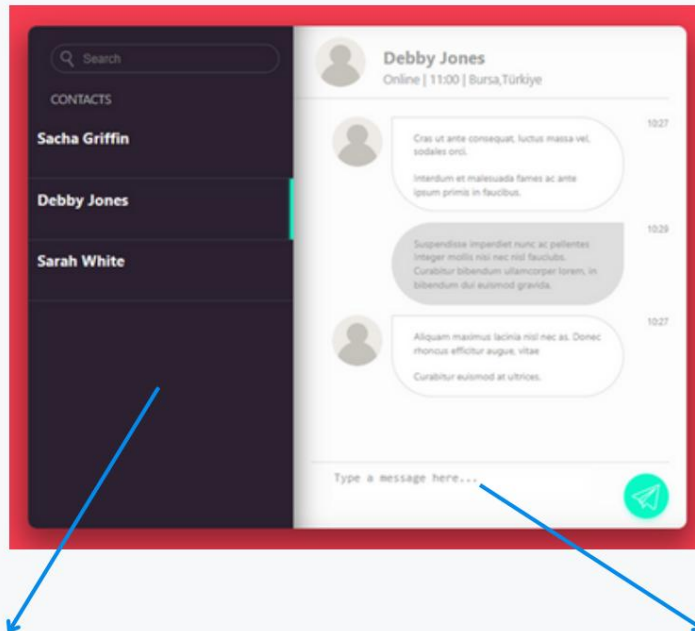 Search
CONTACTS
Sacha Griffin
Debby Jones
Sarah White
Debby Jones
Online | 11:00 | Bursa,Türkiye
10:27
Cras ut ante consequat, luctus massa vel,
sodales orci.
Interdum et malesuada fames ac ante
ipsum primis in faucibus.
10:29
Suspendisse imperdiet nunc ac pellentes
Integer mollis nisi nec nisl fauciubs.
Curabitur bibendum ullamcorper lorem, in
bibendum dui euismod gravida.
10:27
Aliquam maximus lacinia nisl nec as. Donec
rhoncus efficitur augue, vitae
Curabitur euismod at ultrices.
Type a message here...